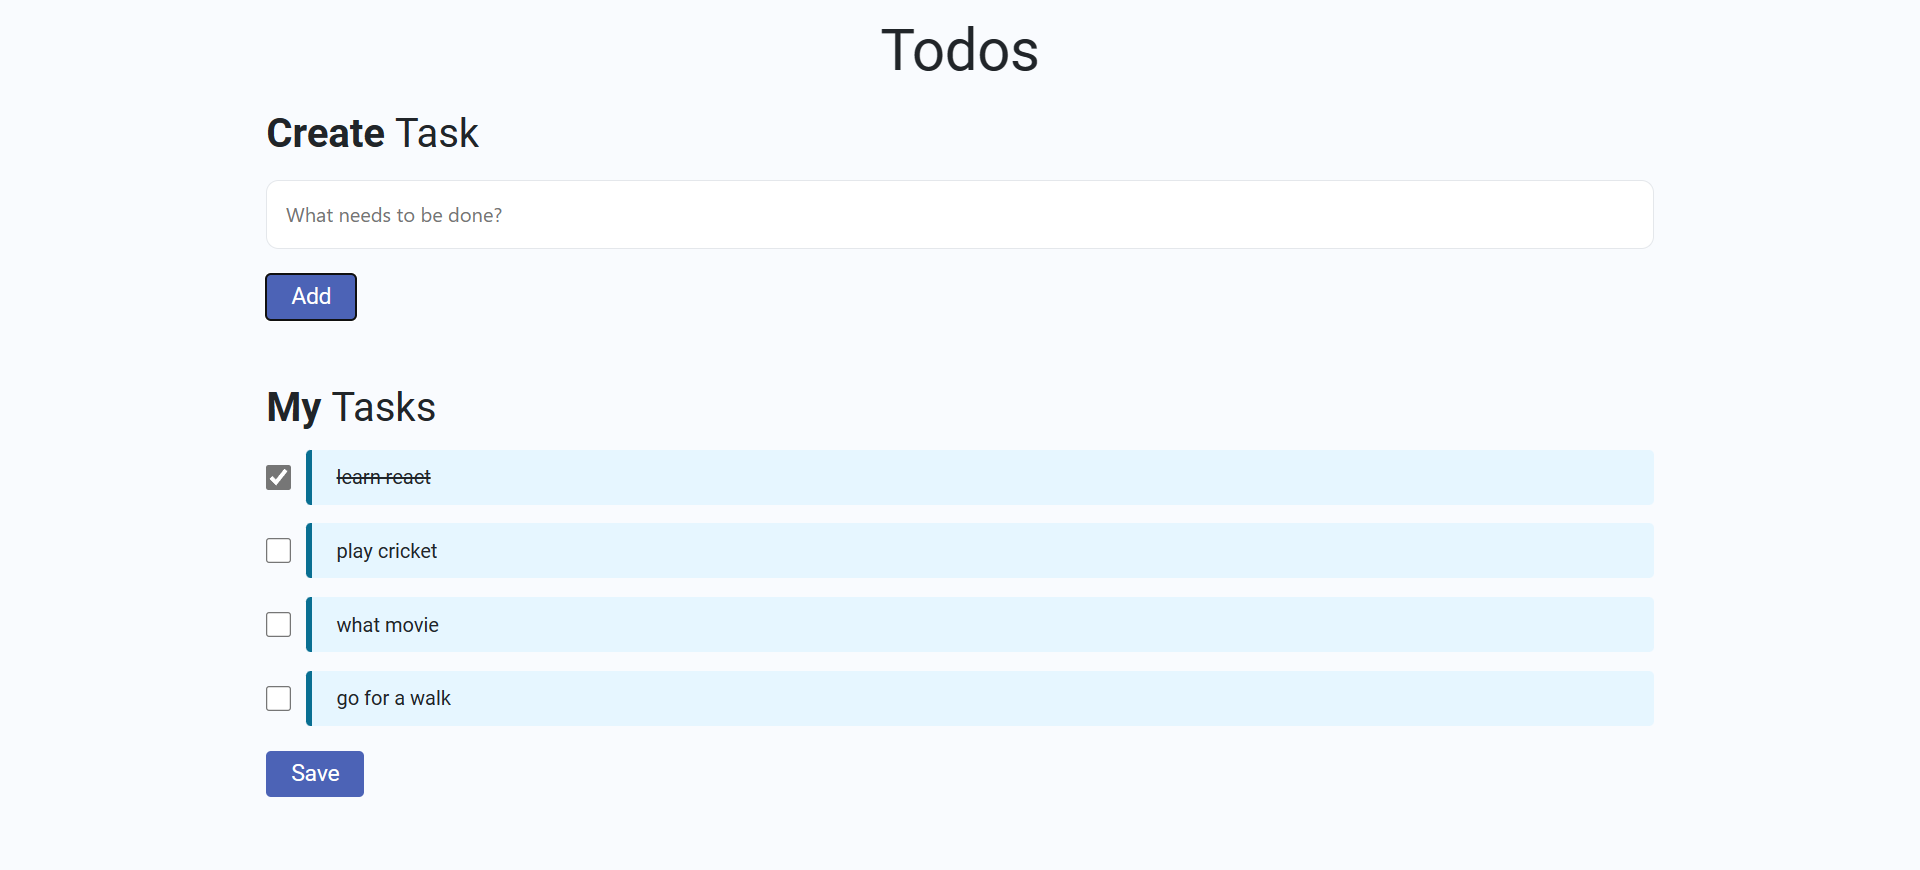 Todos
Create Task
What needs to be done?
Add
My Tasks
learn react
play cricket
what movie
go for a walk
Save